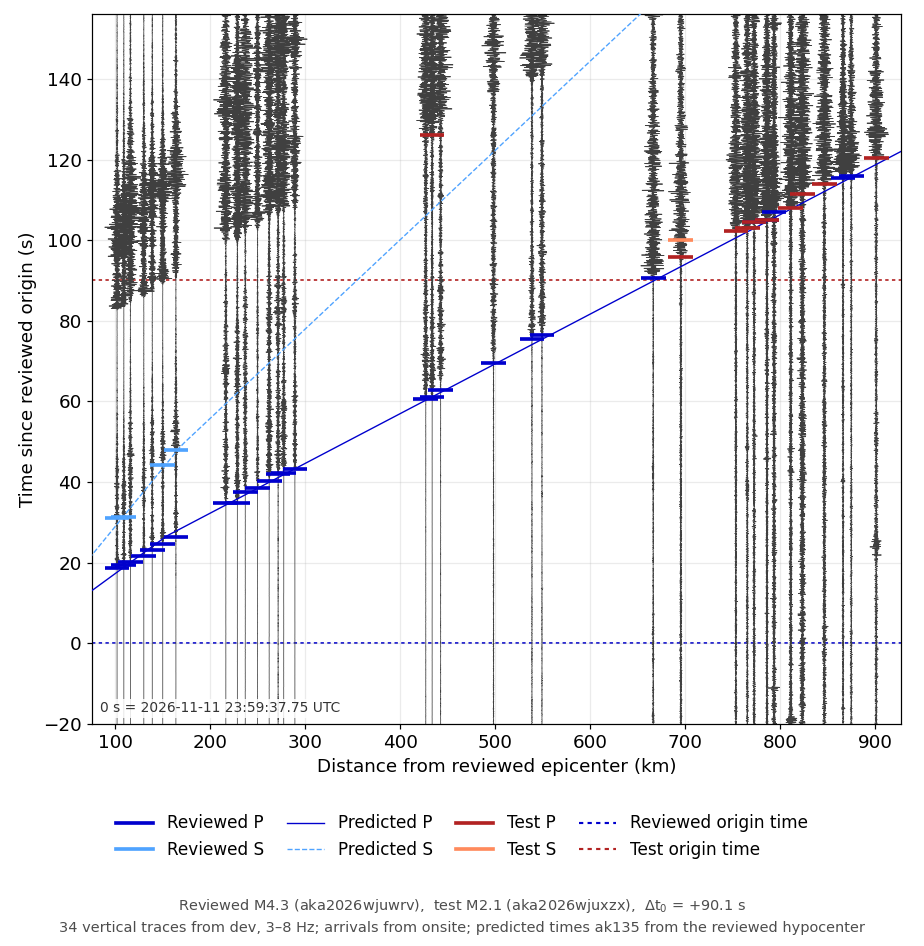 140
120
100
80
60
40
20
0
−20
Time since reviewed origin (s)
0 s = 2026-11-11 23:59:37.75 UTC
100 200 300 400 500 600 700 800 900
Distance from reviewed epicenter (km)
Reviewed P Predicted P Test P Reviewed origin time
Reviewed S Predicted S Test S Test origin time
Reviewed M4.3 (aka2026wjuwrv), test M2.1 (aka2026wjuxzx), Δt₀ = +90.1 s
34 vertical traces from dev, 3–8 Hz; arrivals from onsite; predicted times ak135 from the reviewed hypocenter